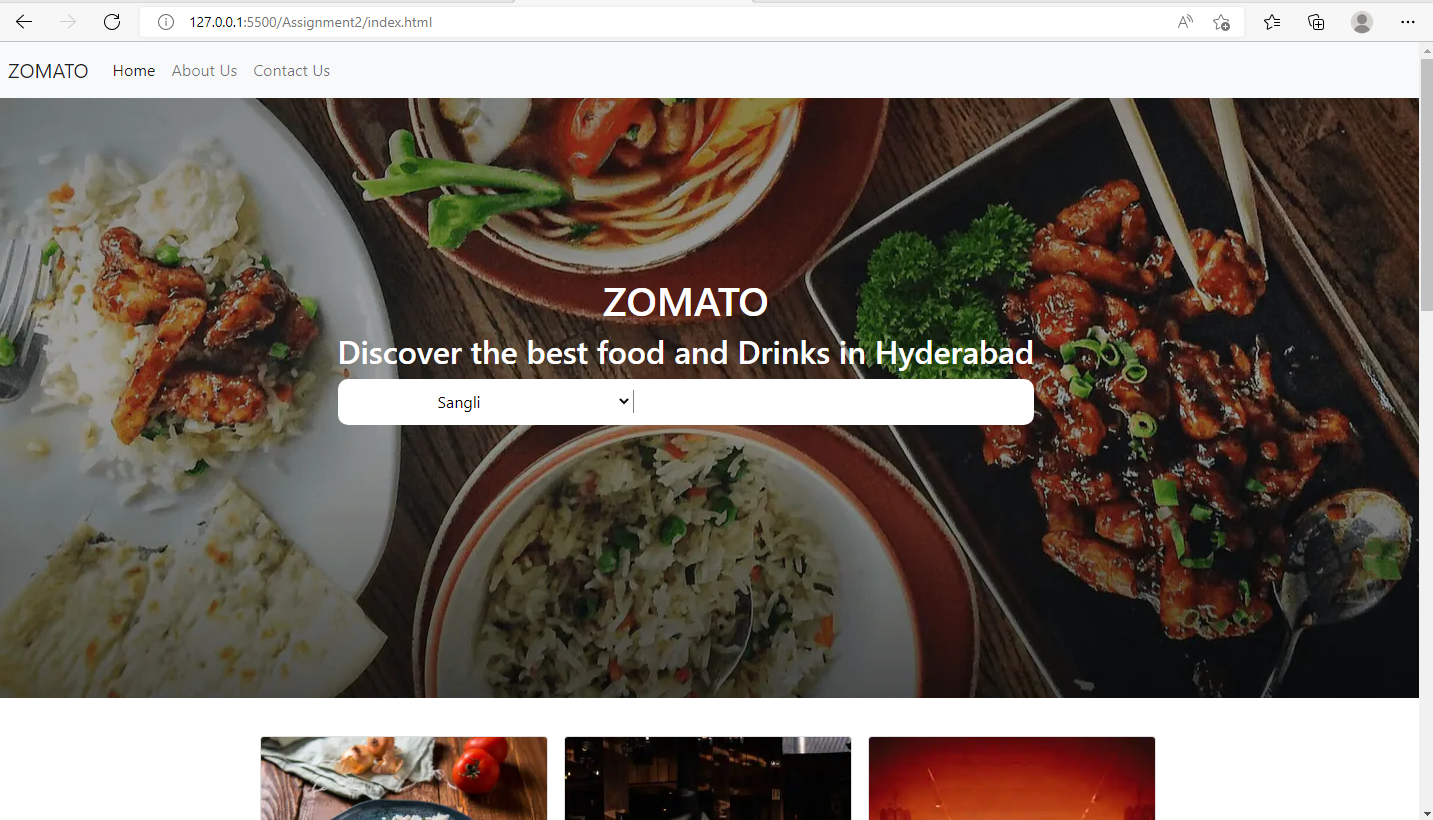 127.0.0.1:5500/Assignment2/index.html
ZOMATO Home About Us Contact Us
ZOMATO
Discover the best food and Drinks in Hyderabad
Sangli